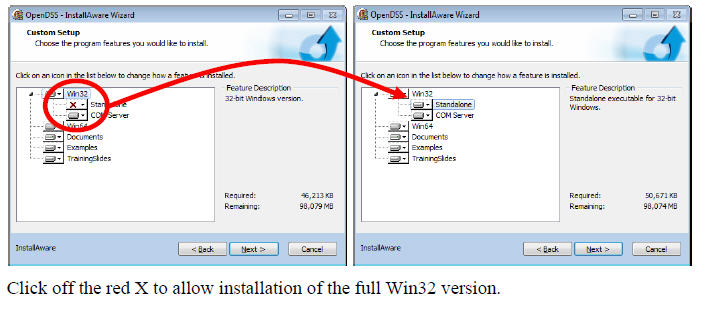 OpenDSS - InstallAware Wizard
Custom Setup
Choose the program features you would like to install.
Click on an icon in the list below to change how a feature is installed.
Win32
Standalone
COM Server
Win64
Documents
Examples
TrainingSlides
Feature Description
32-bit Windows version.
Required: 46,213 KB
Remaining: 98,079 MB
InstallAware
< Back Next > Cancel
OpenDSS - InstallAware Wizard
Custom Setup
Choose the program features you would like to install.
Click on an icon in the list below to change how a feature is installed.
Win32
Standalone
COM Server
Win64
Documents
Examples
TrainingSlides
Feature Description
Standalone executable for 32-bit
Windows.
Required: 50,671 KB
Remaining: 98,074 MB
InstallAware
< Back Next > Cancel
Click off the red X to allow installation of the full Win32 version.